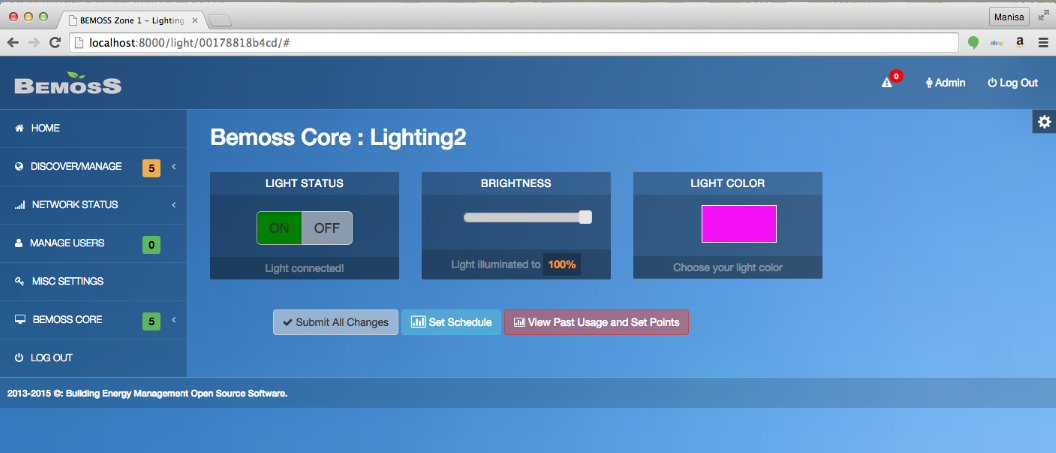 BEMOSS Zone 1 - Lighting
Manisa
localhost:8000/light/00178818b4cd/#
ebay
a
BEMOSS
0
Admin
Log Out
HOME
DISCOVER/MANAGE 5
NETWORK STATUS
MANAGE USERS 0
MISC SETTINGS
BEMOSS CORE 5
LOG OUT
Bemoss Core : Lighting2
LIGHT STATUS
ON OFF
Light connected!
BRIGHTNESS
Light illuminated to 100%
LIGHT COLOR
Choose your light color
Submit All Changes
Set Schedule
View Past Usage and Set Points
2013-2015 ©: Building Energy Management Open Source Software.